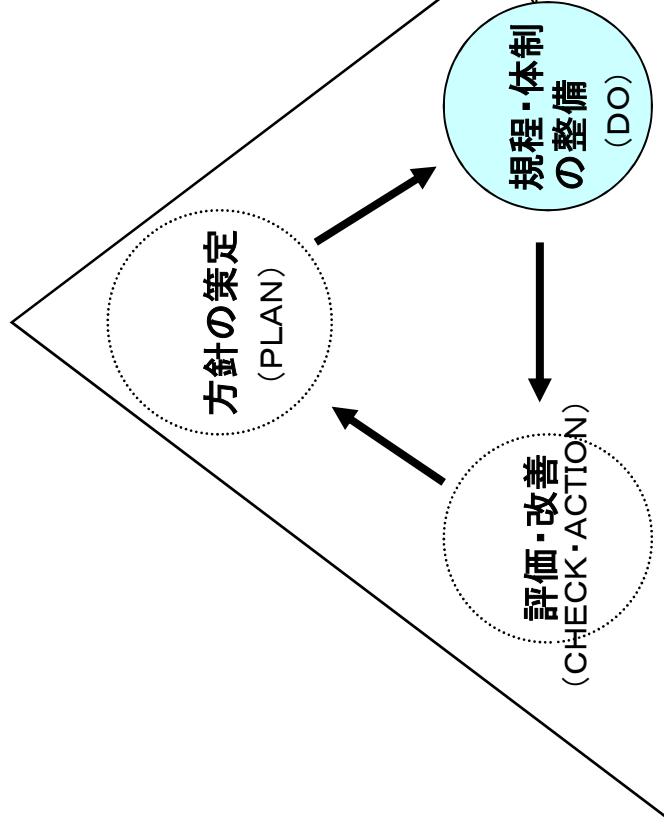 方針の策定
（PLAN）
規程・体制
の整備
（DO）
評価・改善
（CHECK・ACTION）